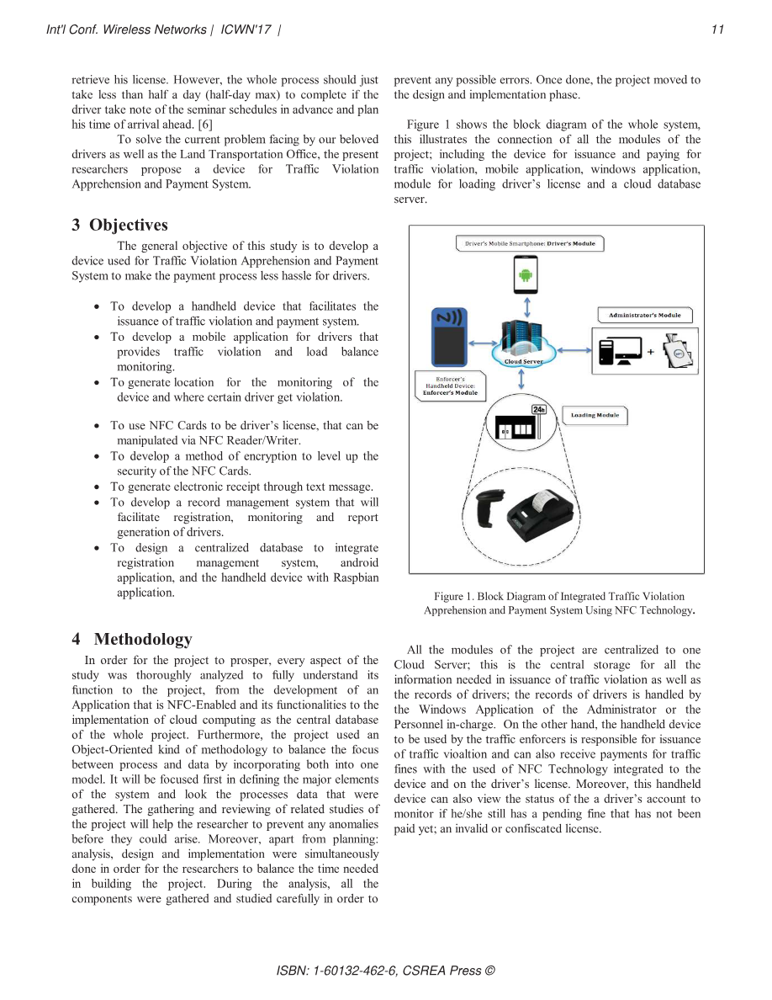 Int'l Conf. Wireless Networks | ICWN'17 | 11
retrieve his license. However, the whole process should just
take less than half a day (half-day max) to complete if the
driver take note of the seminar schedules in advance and plan
his time of arrival ahead. [6]
To solve the current problem facing by our beloved
drivers as well as the Land Transportation Office, the present
researchers propose a device for Traffic Violation
Apprehension and Payment System.
3 Objectives
The general objective of this study is to develop a
device used for Traffic Violation Apprehension and Payment
System to make the payment process less hassle for drivers.
• To develop a handheld device that facilitates the
issuance of traffic violation and payment system.
• To develop a mobile application for drivers that
provides traffic violation and load balance
monitoring.
• To generate location for the monitoring of the
device and where certain driver get violation.
• To use NFC Cards to be driver's license, that can be
manipulated via NFC Reader/Writer.
• To develop a method of encryption to level up the
security of the NFC Cards.
• To generate electronic receipt through text message.
• To develop a record management system that will
facilitate registration, monitoring and report
generation of drivers.
• To design a centralized database to integrate
registration management system, android
application, and the handheld device with Raspbian
application.
4 Methodology
In order for the project to prosper, every aspect of the
study was thoroughly analyzed to fully understand its
function to the project, from the development of an
Application that is NFC-Enabled and its functionalities to the
implementation of cloud computing as the central database
of the whole project. Furthermore, the project used an
Object-Oriented kind of methodology to balance the focus
between process and data by incorporating both into one
model. It will be focused first in defining the major elements
of the system and look the processes data that were
gathered. The gathering and reviewing of related studies of
the project will help the researcher to prevent any anomalies
before they could arise. Moreover, apart from planning:
analysis, design and implementation were simultaneously
done in order for the researchers to balance the time needed
in building the project. During the analysis, all the
components were gathered and studied carefully in order to
prevent any possible errors. Once done, the project moved to
the design and implementation phase.
Figure 1 shows the block diagram of the whole system,
this illustrates the connection of all the modules of the
project; including the device for issuance and paying for
traffic violation, mobile application, windows application,
module for loading driver's license and a cloud database
server.
Driver's Mobile Smartphone: Driver's Module
Administrator's Module
Cloud Server
+
Enforcer's
Handheld Device:
Enforcer's Module
24h
Loading Module
Figure 1. Block Diagram of Integrated Traffic Violation
Apprehension and Payment System Using NFC Technology.
All the modules of the project are centralized to one
Cloud Server; this is the central storage for all the
information needed in issuance of traffic violation as well as
the records of drivers; the records of drivers is handled by
the Windows Application of the Administrator or the
Personnel in-charge. On the other hand, the handheld device
to be used by the traffic enforcers is responsible for issuance
of traffic vioaltion and can also receive payments for traffic
fines with the used of NFC Technology integrated to the
device and on the driver's license. Moreover, this handheld
device can also view the status of the a driver's account to
monitor if he/she still has a pending fine that has not been
paid yet; an invalid or confiscated license.
ISBN: 1-60132-462-6, CSREA Press ©